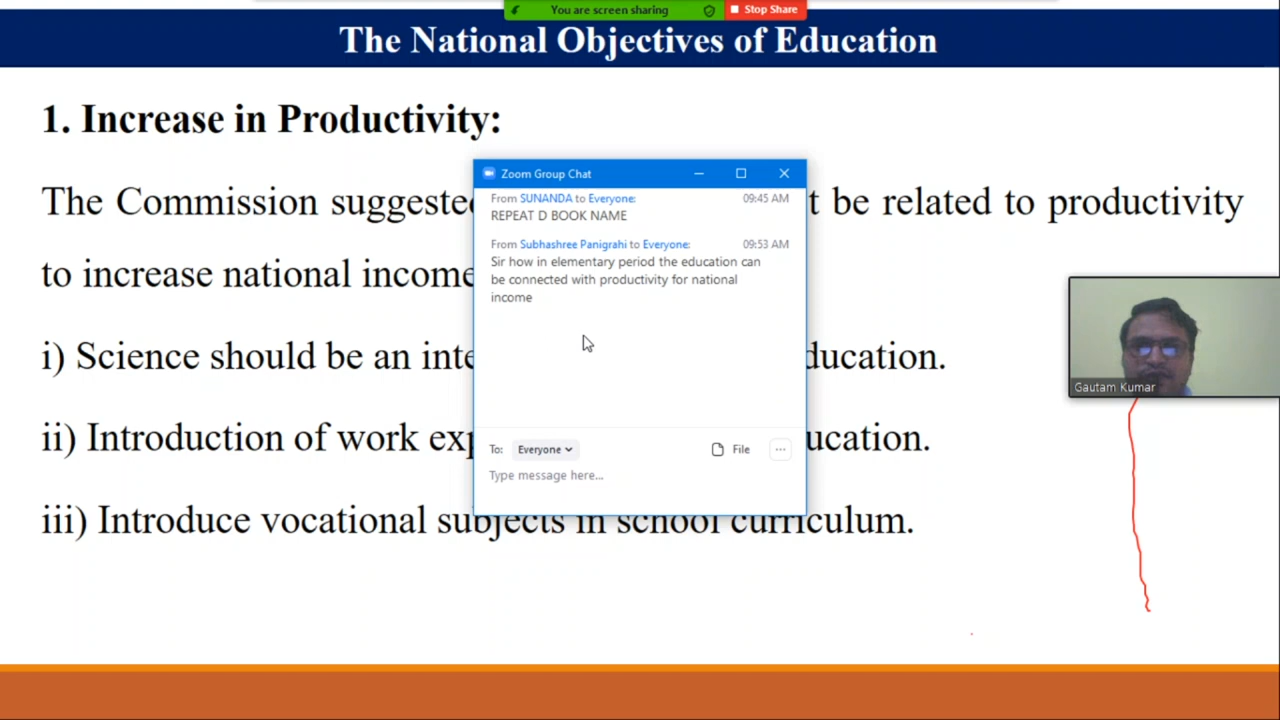 You are screen sharing
Stop Share
The National Objectives of Education
1. Increase in Productivity:
The Commission suggested t be related to productivity
to increase national income
i) Science should be an inte ducation.
ii) Introduction of work exp ucation.
iii) Introduce vocational subjects in school curriculum.
Zoom Group Chat
From SUNANDA to Everyone: 09:45 AM
REPEAT D BOOK NAME
From Subhashree Panigrahi to Everyone: 09:53 AM
Sir how in elementary period the education can
be connected with productivity for national
income
To: Everyone File ...
Type message here...
Gautam Kumar